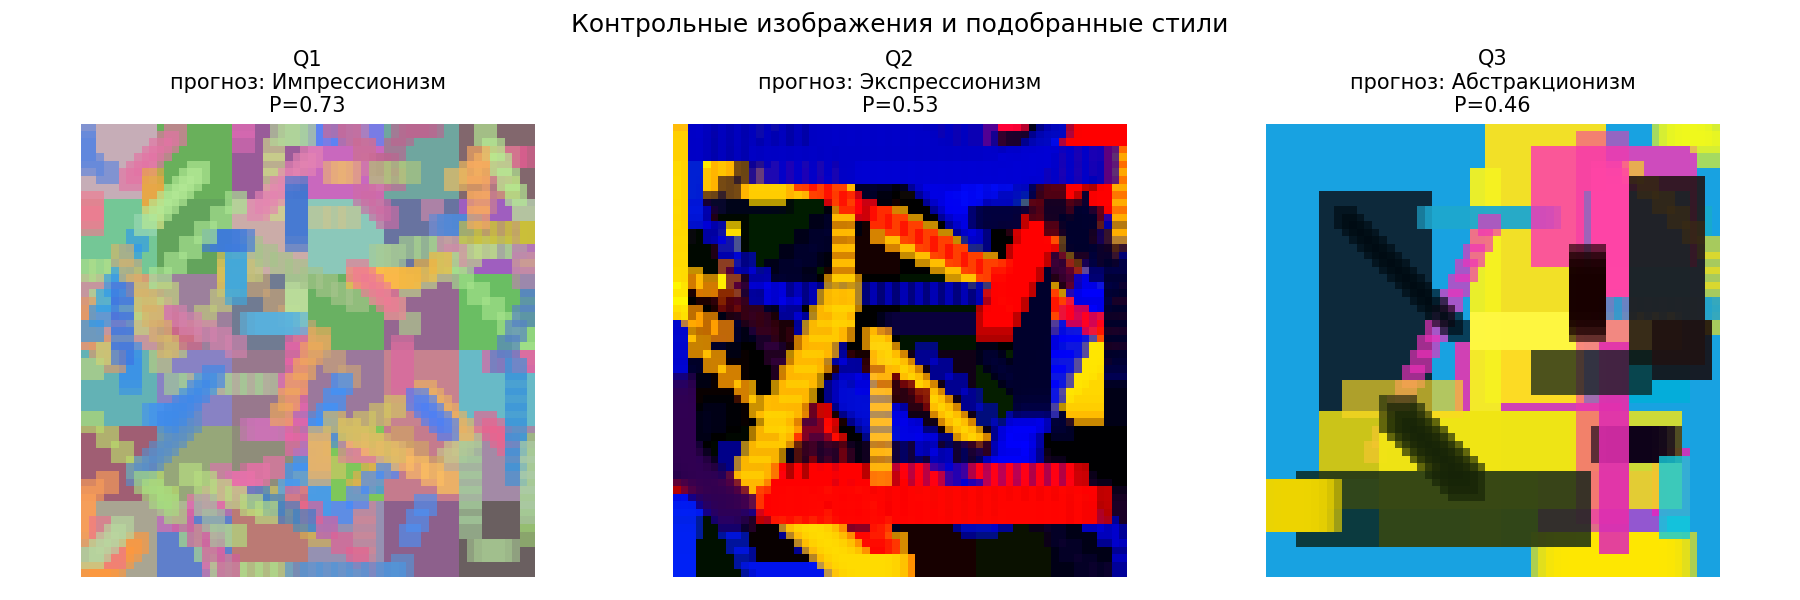 Контрольные изображения и подобранные стили
Q1
прогноз: Импрессионизм
P=0.73
Q2
прогноз: Экспрессионизм
P=0.53
Q3
прогноз: Абстракционизм
P=0.46